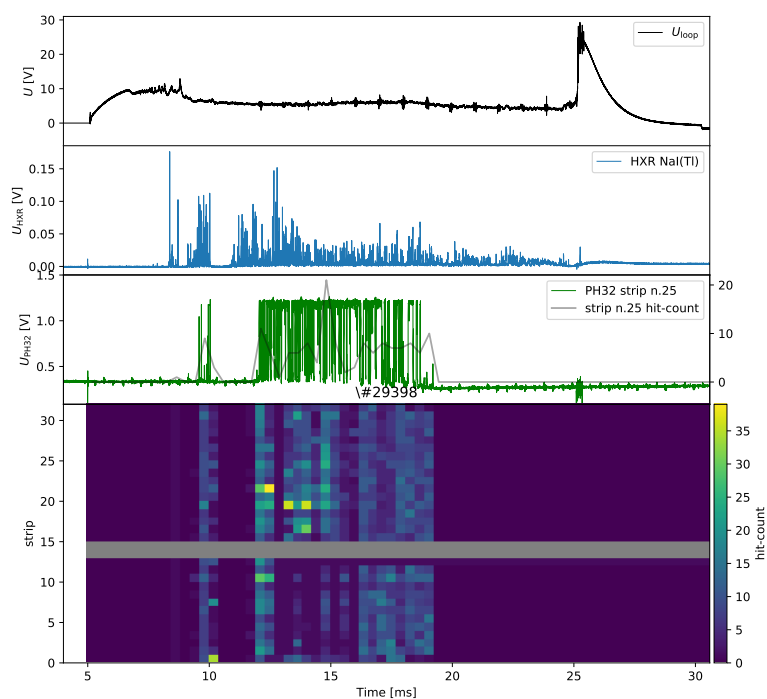 30
20
10
0
U [V]
U_loop
0.15
0.10
0.05
0.00
U_HXR [V]
HXR NaI(Tl)
1.5
1.0
0.5
U_PH32 [V]
PH32 strip n.25
strip n.25 hit-count
20
10
0
\#29398
30
25
20
15
10
5
0
strip
35
30
25
20
15
10
5
0
hit-count
5 10 15 20 25 30
Time [ms]